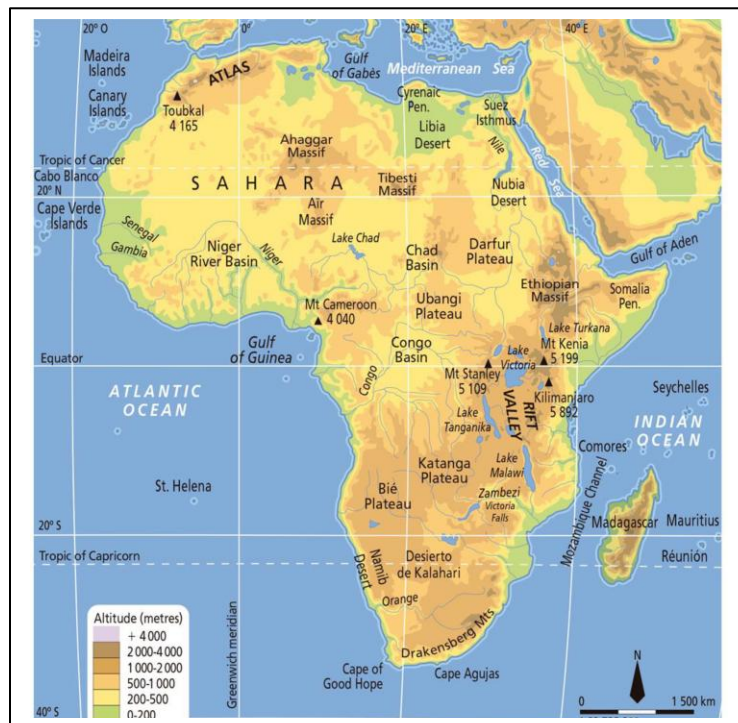 20° O
0°
20° E
40° E
Madeira
Islands
Gulf
of Gabès
Mediterranean Sea
ATLAS
Canary
Islands
Toubkal
4 165
Cyrenaic
Pen.
Suez
Isthmus
Libia
Desert
Ahaggar
Massif
Nile
Red Sea
Tropic of Cancer
Cabo Blanco
20° N
SAHARA
Tibesti
Massif
Nubia
Desert
Cape Verde
Islands
Aïr
Massif
Senegal
Gambia
Niger
River Basin
Niger
Lake Chad
Chad
Basin
Darfur
Plateau
Gulf of Aden
Ethiopian
Massif
Somalia
Pen.
Mt Cameroon
4 040
Ubangi
Plateau
Lake Turkana
Gulf
of Guinea
Congo
Basin
Mt Kenia
5 199
Equator
Lake
Victoria
Mt Stanley
5 109
Congo
Kilimanjaro
5 892
RIFT
VALLEY
ATLANTIC
OCEAN
Seychelles
INDIAN
OCEAN
Lake
Tanganika
Comores
Katanga
Plateau
Lake
Malawi
St. Helena
Bié
Plateau
Zambezi
Victoria
Falls
Mozambique Channel
Madagascar
Mauritius
20° S
Réunión
Tropic of Capricorn
Namib
Desert
Desierto
de Kalahari
Orange
Drakensberg Mts
Cape of
Good Hope
Cape Agujas
Greenwich meridian
Altitude (metres)
+ 4 000
2 000-4 000
1 000-2 000
500-1 000
200-500
0-200
N
0 1 500 km
40° S